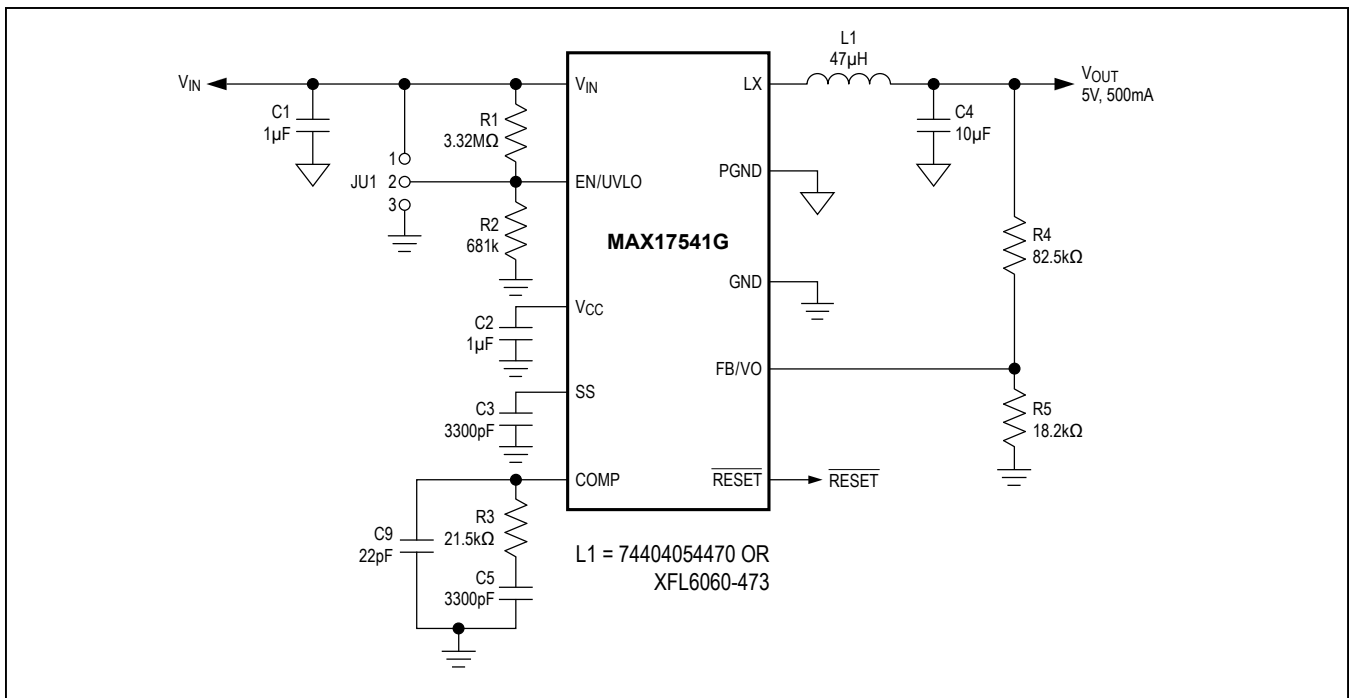 VIN
C1
1µF
JU1
1
2
3
R1
3.32MΩ
R2
681k
C2
1µF
C3
3300pF
C9
22pF
R3
21.5kΩ
C5
3300pF
VIN
EN/UVLO
VCC
SS
COMP
MAX17541G
LX
PGND
GND
FB/VO
RESET
RESET
L1
47µH
C4
10µF
VOUT
5V, 500mA
R4
82.5kΩ
R5
18.2kΩ
L1 = 74404054470 OR
XFL6060-473